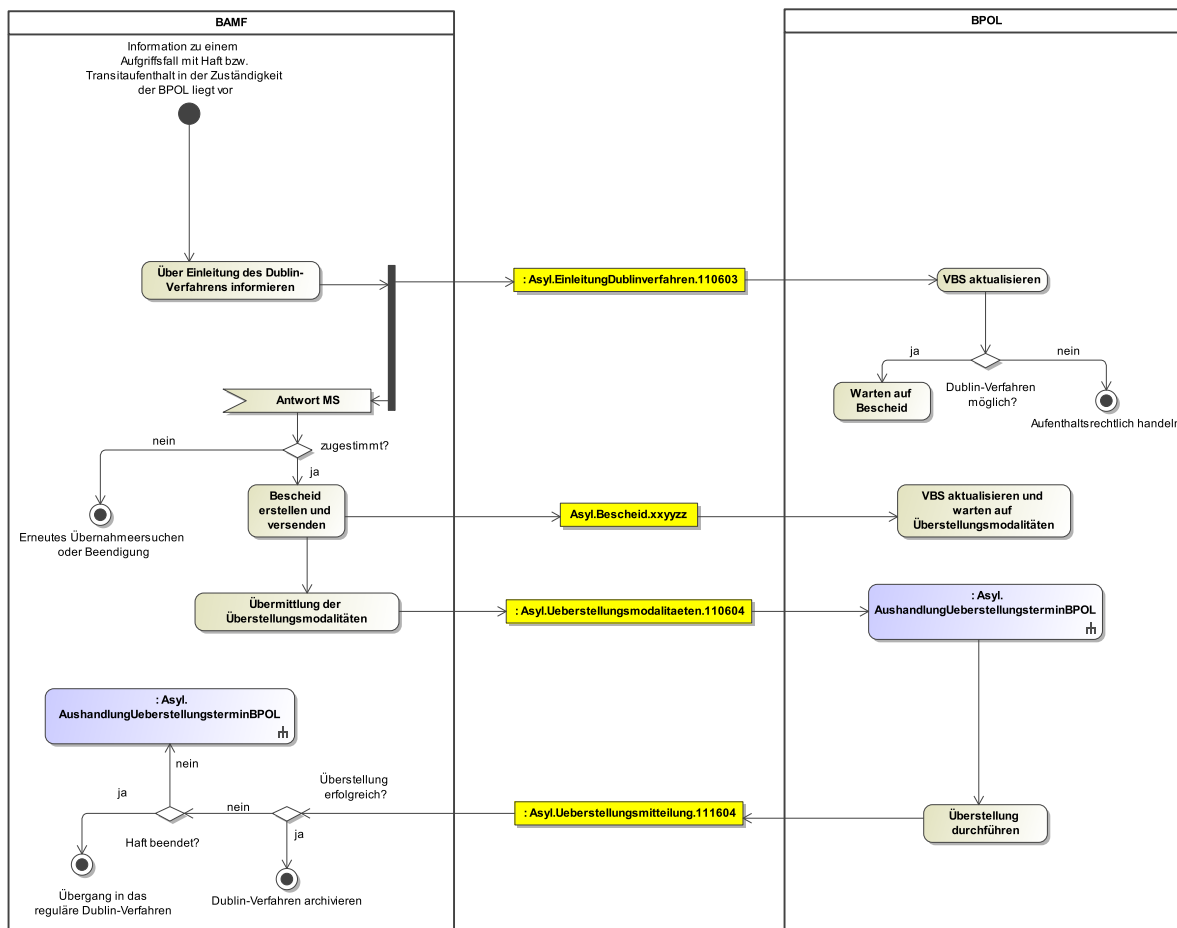 BAMF
BPOL
Information zu einem
Aufgriffsfall mit Haft bzw.
Transitaufenthalt in der Zuständigkeit
der BPOL liegt vor
Über Einleitung des Dublin-
Verfahrens informieren
: Asyl.EinleitungDublinverfahren.110603
VBS aktualisieren
ja
nein
Dublin-Verfahren
möglich?
Warten auf
Bescheid
Aufenthaltsrechtlich handeln
Antwort MS
nein
zugestimmt?
ja
Bescheid
erstellen und
versenden
Asyl.Bescheid.xxyyzz
VBS aktualisieren und
warten auf
Überstellungsmodalitäten
Erneutes Übernahmeersuchen
oder Beendigung
Übermittlung der
Überstellungsmodalitäten
: Asyl.Ueberstellungsmodalitaeten.110604
: Asyl.
AushandlungUeberstellungsterminBPOL
: Asyl.
AushandlungUeberstellungsterminBPOL
nein
ja
Überstellung
erfolgreich?
nein
: Asyl.Ueberstellungsmitteilung.111604
Überstellung
durchführen
ja
Haft beendet?
Übergang in das
reguläre Dublin-Verfahren
Dublin-Verfahren archivieren